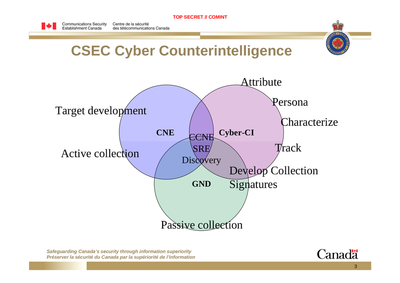 TOP SECRET // COMINT
Communications Security Centre de la sécurité
Establishment Canada des télécommunications Canada
CSEC Cyber Counterintelligence
Attribute
Persona
Target development
Characterize
CNE
CCNE
Cyber-CI
SRE
Track
Active collection
Discovery
Develop Collection
GND
Signatures
Passive collection
Safeguarding Canada's security through information superiority
Préserver la sécurité du Canada par la supériorité de l'information
Canada